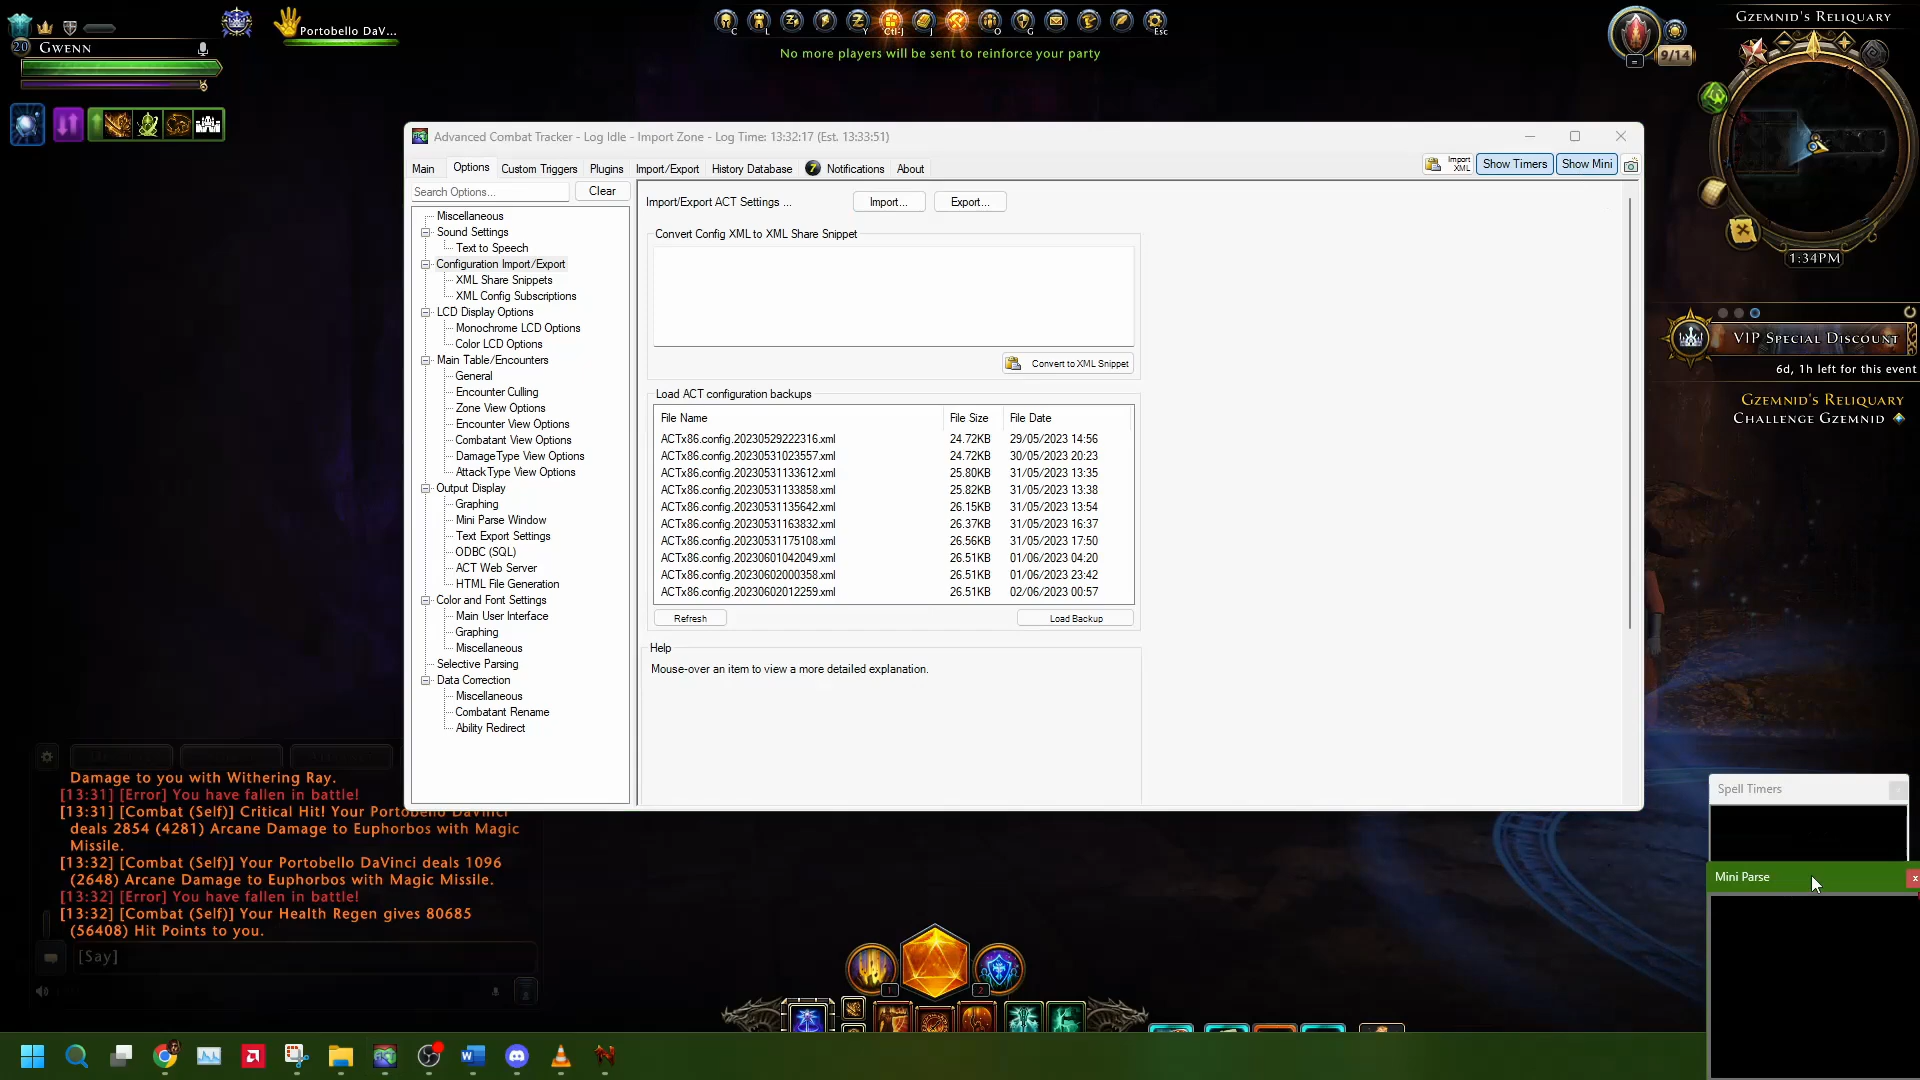 20 Gwenn
Portobello DaV...
C
L
Y
Ctl-J
J
O
G
Esc
No more players will be sent to reinforce your party
9/14
Gzemnid's Reliquary
1:34PM
VIP Special Discount
6d, 1h left for this event
Gzemnid's Reliquary
Challenge Gzemnid
Advanced Combat Tracker - Log Idle - Import Zone - Log Time: 13:32:17 (Est. 13:33:51)
Main
Options
Custom Triggers
Plugins
Import/Export
History Database
7 Notifications
About
Import XML
Show Timers
Show Mini
Search Options...
Clear
Miscellaneous
Sound Settings
Text to Speech
Configuration Import/Export
XML Share Snippets
XML Config Subscriptions
LCD Display Options
Monochrome LCD Options
Color LCD Options
Main Table/Encounters
General
Encounter Culling
Zone View Options
Encounter View Options
Combatant View Options
DamageType View Options
AttackType View Options
Output Display
Graphing
Mini Parse Window
Text Export Settings
ODBC (SQL)
ACT Web Server
HTML File Generation
Color and Font Settings
Main User Interface
Graphing
Miscellaneous
Selective Parsing
Data Correction
Miscellaneous
Combatant Rename
Ability Redirect
Import/Export ACT Settings ...
Import...
Export...
Convert Config XML to XML Share Snippet
Convert to XML Snippet
Load ACT configuration backups
File Name File Size File Date
ACTx86.config.20230529222316.xml 24.72KB 29/05/2023 14:56
ACTx86.config.20230531023557.xml 24.72KB 30/05/2023 20:23
ACTx86.config.20230531133612.xml 25.80KB 31/05/2023 13:35
ACTx86.config.20230531133858.xml 25.82KB 31/05/2023 13:38
ACTx86.config.20230531135642.xml 26.15KB 31/05/2023 13:54
ACTx86.config.20230531163832.xml 26.37KB 31/05/2023 16:37
ACTx86.config.20230531175108.xml 26.56KB 31/05/2023 17:50
ACTx86.config.20230601042049.xml 26.51KB 01/06/2023 04:20
ACTx86.config.20230602000358.xml 26.51KB 01/06/2023 23:42
ACTx86.config.20230602012259.xml 26.51KB 02/06/2023 00:57
Refresh
Load Backup
Help
Mouse-over an item to view a more detailed explanation.
Damage to you with Withering Ray.
[13:31] [Error] You have fallen in battle!
[13:31] [Combat (Self)] Critical Hit! Your Portobello DaVinci
deals 2854 (4281) Arcane Damage to Euphorbos with Magic
Missile.
[13:32] [Combat (Self)] Your Portobello DaVinci deals 1096
(2648) Arcane Damage to Euphorbos with Magic Missile.
[13:32] [Error] You have fallen in battle!
[13:32] [Combat (Self)] Your Health Regen gives 80685
(56408) Hit Points to you.
[Say]
1
2
Spell Timers
Mini Parse